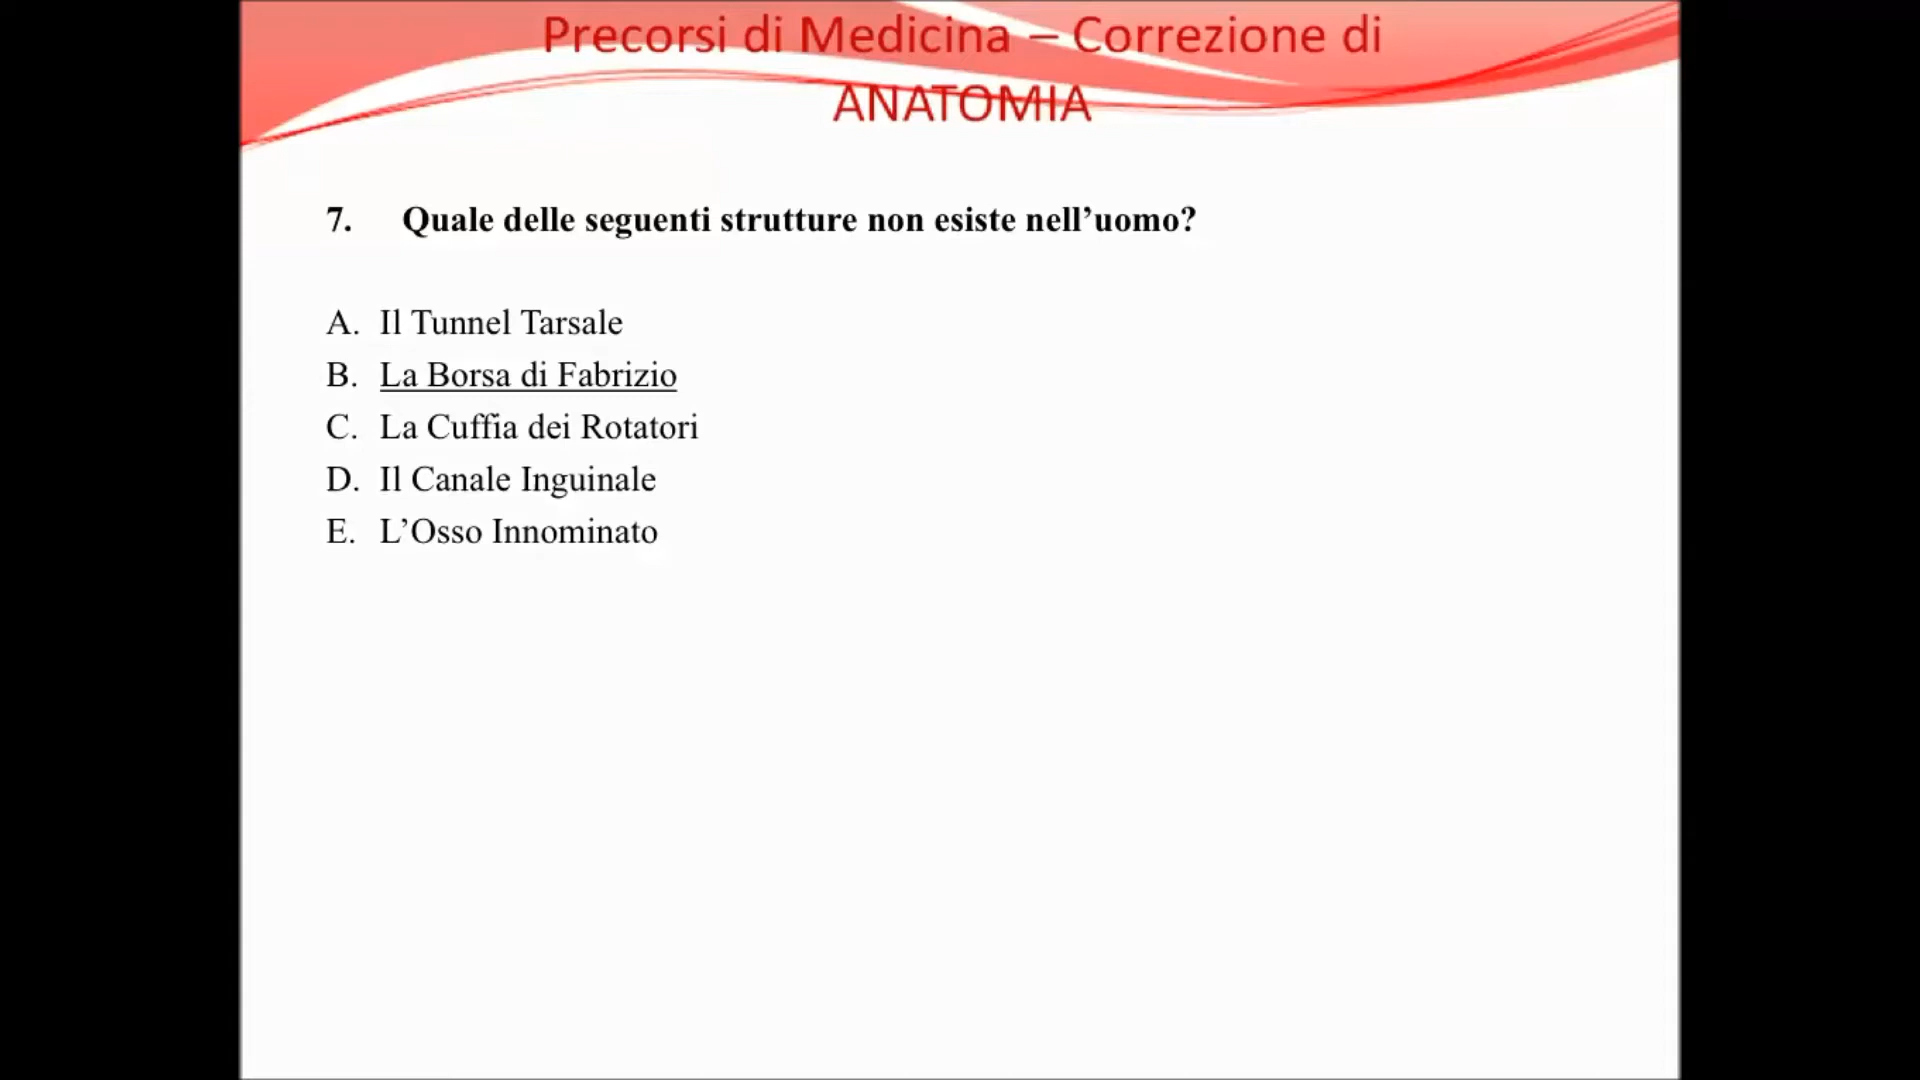 Precorsi di Medicina – Correzione di
ANATOMIA
7. Quale delle seguenti strutture non esiste nell’uomo?
A. Il Tunnel Tarsale
B. La Borsa di Fabrizio
C. La Cuffia dei Rotatori
D. Il Canale Inguinale
E. L’Osso Innominato